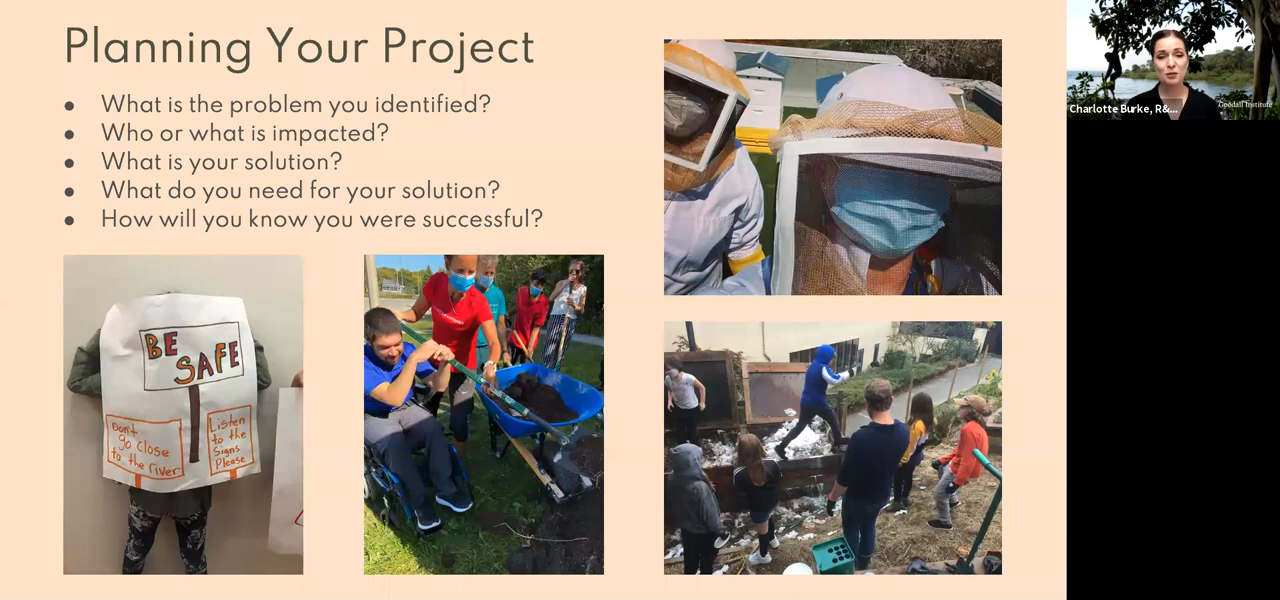 Planning Your Project
● What is the problem you identified?
● Who or what is impacted?
● What is your solution?
● What do you need for your solution?
● How will you know you were successful?
BE
SAFE
Don't
go close
to the river
Listen
to the
Signs
Please
Charlotte Burke, R&...
Goodall Institute